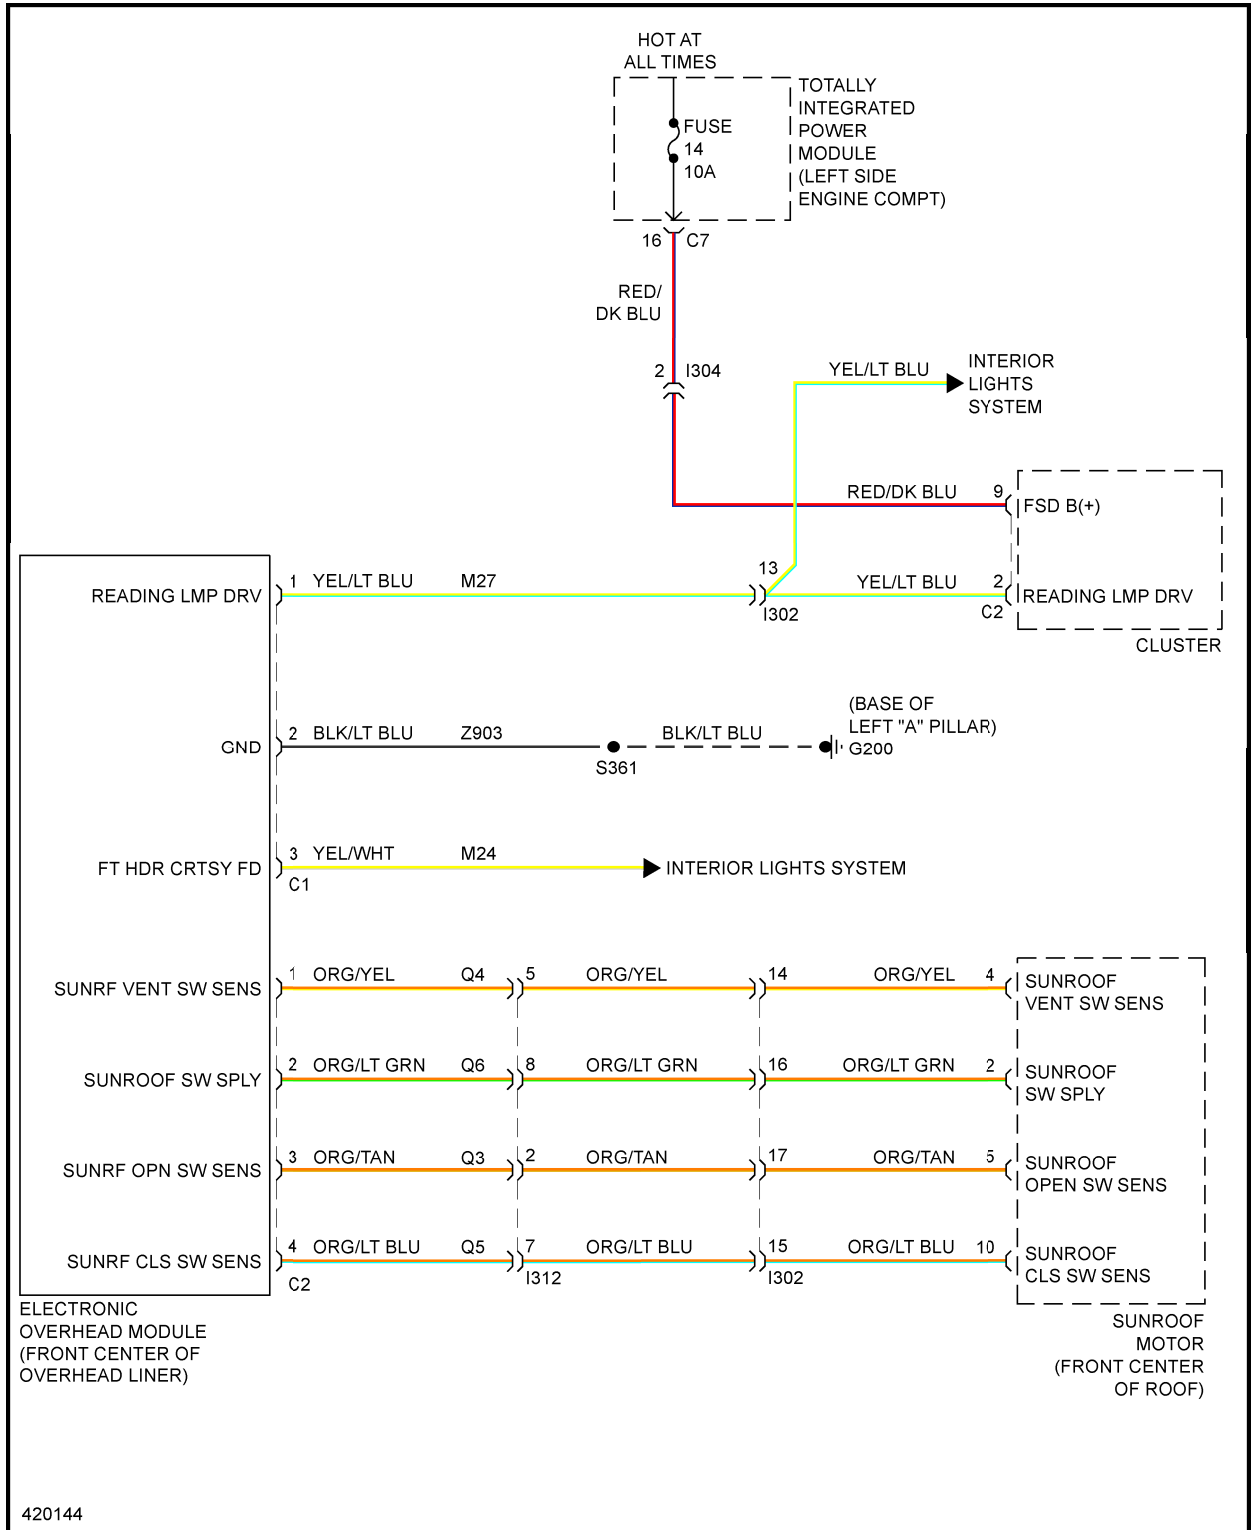 HOT AT
ALL TIMES
TOTALLY
INTEGRATED
POWER
MODULE
(LEFT SIDE
ENGINE COMPT)
FUSE
14
10A
16 C7
RED/
DK BLU
2 I304
YEL/LT BLU
INTERIOR
LIGHTS
SYSTEM
RED/DK BLU 9
FSD B(+)
READING LMP DRV
1 YEL/LT BLU M27
13
I302
YEL/LT BLU 2
C2
READING LMP DRV
CLUSTER
GND
2 BLK/LT BLU Z903
S361
BLK/LT BLU
(BASE OF
LEFT "A" PILLAR)
G200
FT HDR CRTSY FD
3 YEL/WHT M24
C1
INTERIOR LIGHTS SYSTEM
SUNRF VENT SW SENS
1 ORG/YEL Q4 5 ORG/YEL 14 ORG/YEL 4
SUNROOF
VENT SW SENS
SUNROOF SW SPLY
2 ORG/LT GRN Q6 8 ORG/LT GRN 16 ORG/LT GRN 2
SUNROOF
SW SPLY
SUNRF OPN SW SENS
3 ORG/TAN Q3 2 ORG/TAN 17 ORG/TAN 5
SUNROOF
OPEN SW SENS
SUNRF CLS SW SENS
4 ORG/LT BLU Q5 7 ORG/LT BLU 15 ORG/LT BLU 10
C2 I312 I302
SUNROOF
CLS SW SENS
ELECTRONIC
OVERHEAD MODULE
(FRONT CENTER OF
OVERHEAD LINER)
SUNROOF
MOTOR
(FRONT CENTER
OF ROOF)
420144